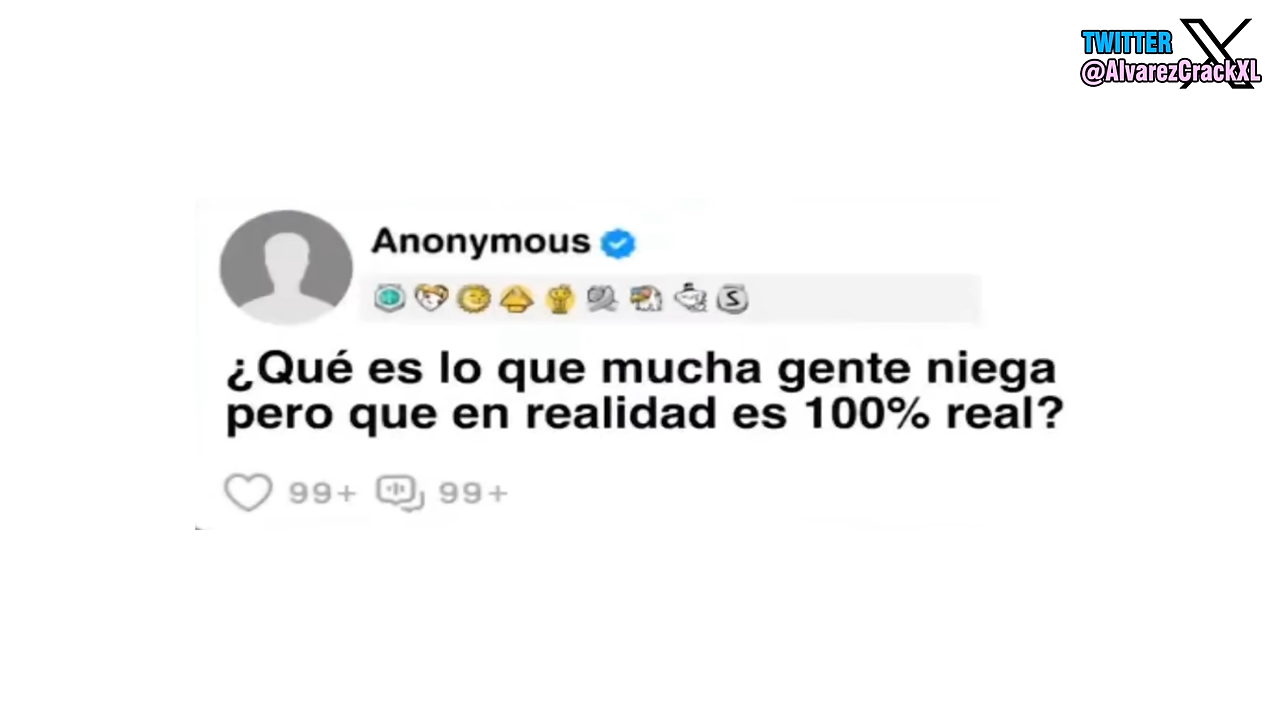 TWITTER
@AlvarezCrackXL
Anonymous
¿Qué es lo que mucha gente niega
pero que en realidad es 100% real?
99+ 99+